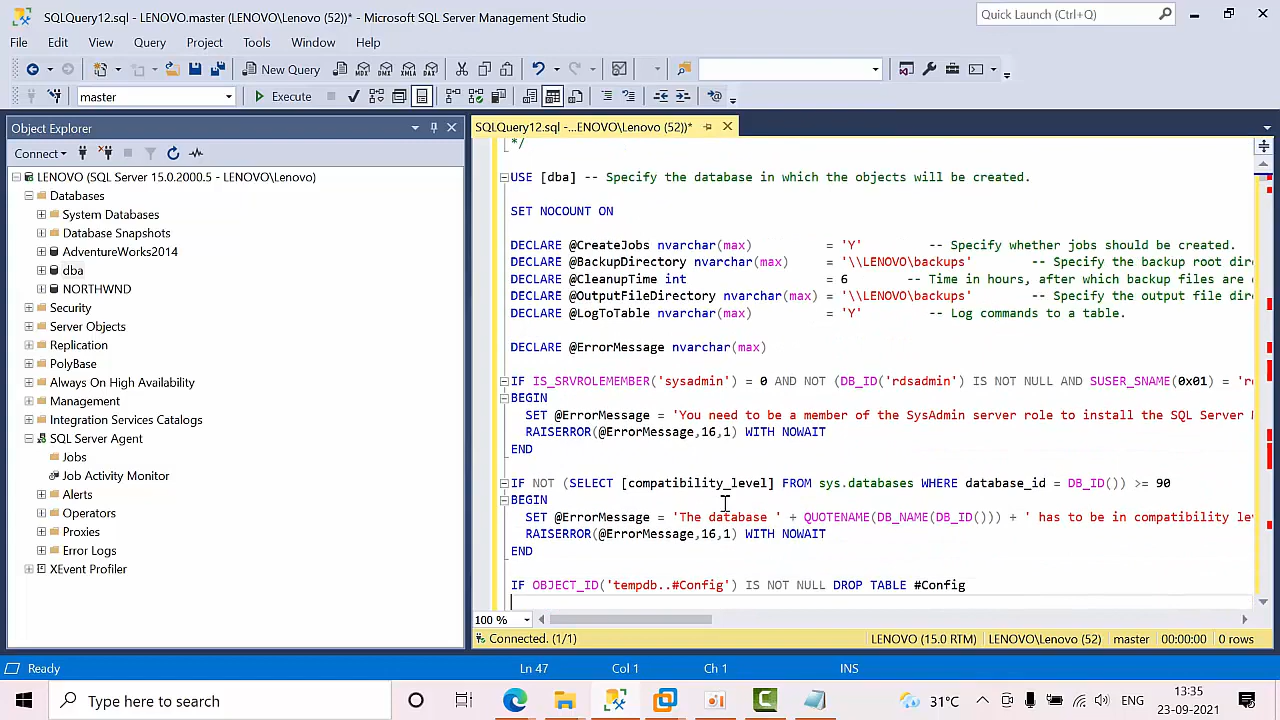 SQLQuery12.sql - LENOVO.master (LENOVO\Lenovo (52))* - Microsoft SQL Server Management Studio
Quick Launch (Ctrl+Q)
File Edit View Query Project Tools Window Help
New Query MDX DMX XMLA DAX
master Execute
Object Explorer
SQLQuery12.sql -...ENOVO\Lenovo (52))*
Connect
LENOVO (SQL Server 15.0.2000.5 - LENOVO\Lenovo)
Databases
System Databases
Database Snapshots
AdventureWorks2014
dba
NORTHWND
Security
Server Objects
Replication
PolyBase
Always On High Availability
Management
Integration Services Catalogs
SQL Server Agent
Jobs
Job Activity Monitor
Alerts
Operators
Proxies
Error Logs
XEvent Profiler
*/
USE [dba] -- Specify the database in which the objects will be created.
SET NOCOUNT ON
DECLARE @CreateJobs nvarchar(max) = 'Y' -- Specify whether jobs should be created.
DECLARE @BackupDirectory nvarchar(max) = '\\LENOVO\backups' -- Specify the backup root dir
DECLARE @CleanupTime int = 6 -- Time in hours, after which backup files are
DECLARE @OutputFileDirectory nvarchar(max) = '\\LENOVO\backups' -- Specify the output file dir
DECLARE @LogToTable nvarchar(max) = 'Y' -- Log commands to a table.
DECLARE @ErrorMessage nvarchar(max)
IF IS_SRVROLEMEMBER('sysadmin') = 0 AND NOT (DB_ID('rdsadmin') IS NOT NULL AND SUSER_SNAME(0x01) =
BEGIN
SET @ErrorMessage = 'You need to be a member of the SysAdmin server role to install the SQL Server
RAISERROR(@ErrorMessage,16,1) WITH NOWAIT
END
IF NOT (SELECT [compatibility_level] FROM sys.databases WHERE database_id = DB_ID()) >= 90
BEGIN
SET @ErrorMessage = 'The database ' + QUOTENAME(DB_NAME(DB_ID())) + ' has to be in compatibility lev
RAISERROR(@ErrorMessage,16,1) WITH NOWAIT
END
IF OBJECT_ID('tempdb..#Config') IS NOT NULL DROP TABLE #Config
100 %
Connected. (1/1) LENOVO (15.0 RTM) LENOVO\Lenovo (52) master 00:00:00 0 rows
Ready Ln 47 Col 1 Ch 1 INS
Type here to search 31°C ENG 13:35
23-09-2021